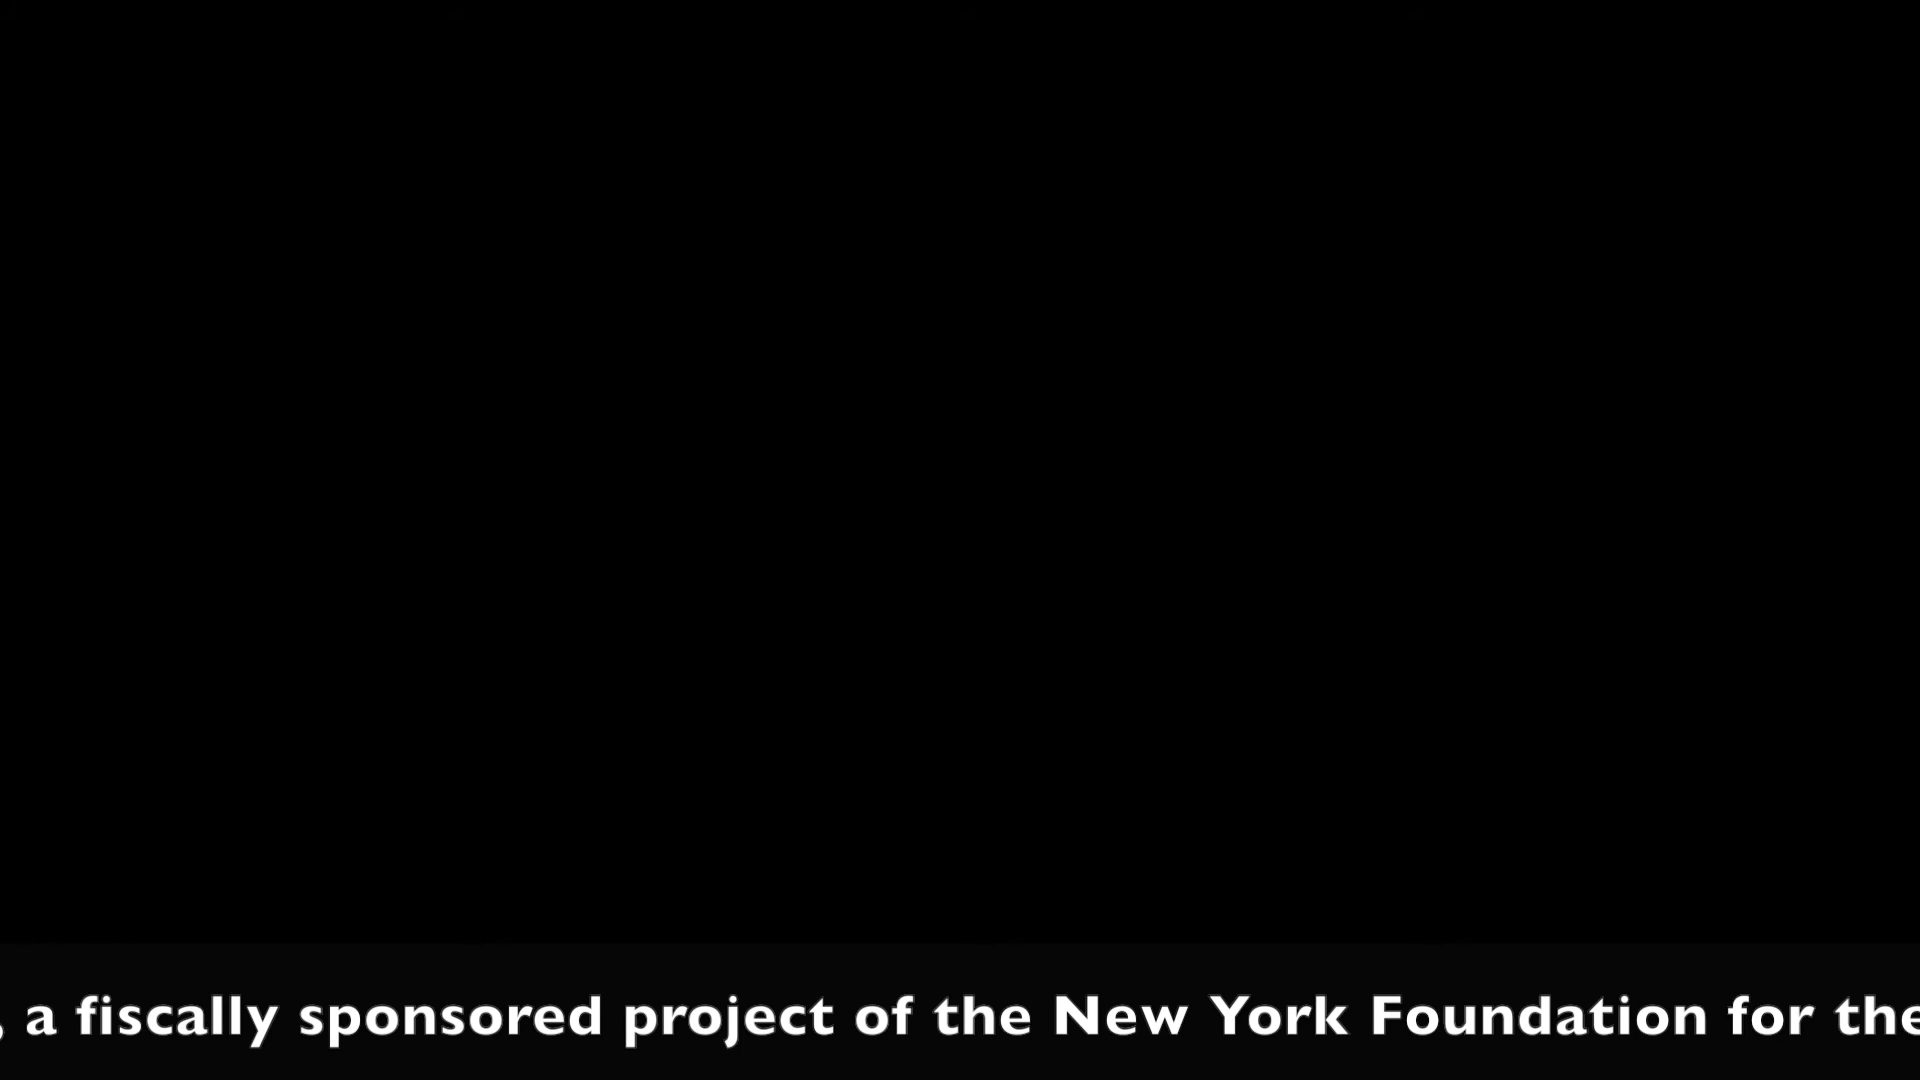 , a fiscally sponsored project of the New York Foundation for the